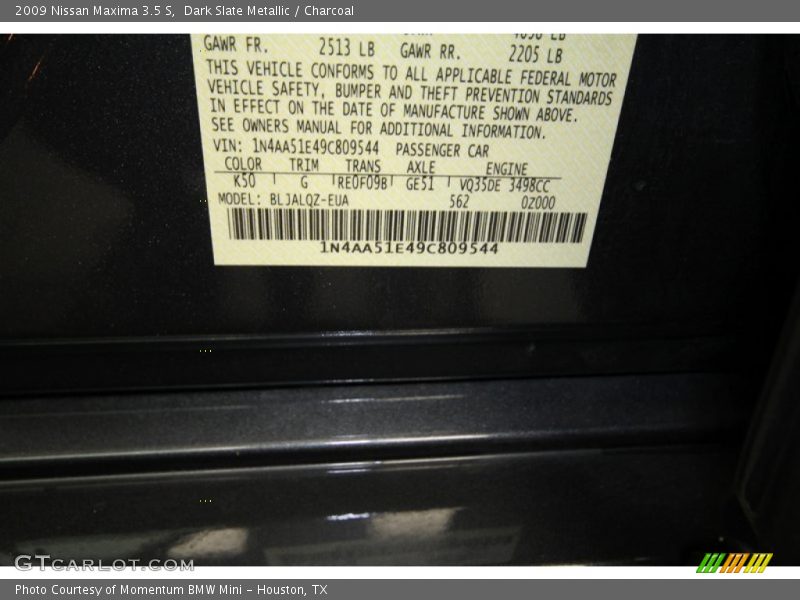 2009 Nissan Maxima 3.5 S, Dark Slate Metallic / Charcoal
GAWR FR. 2513 LB GAWR RR. 2205 LB
THIS VEHICLE CONFORMS TO ALL APPLICABLE FEDERAL MOTOR
VEHICLE SAFETY, BUMPER AND THEFT PREVENTION STANDARDS
IN EFFECT ON THE DATE OF MANUFACTURE SHOWN ABOVE.
SEE OWNERS MANUAL FOR ADDITIONAL INFORMATION.
VIN: 1N4AA51E49C809544 PASSENGER CAR
COLOR TRIM TRANS AXLE ENGINE
K50 G RE0F09B GE51 VQ35DE 3498CC
MODEL: BLJALQZ-EUA 562 0Z000
1N4AA51E49C809544
GTCARLOT.COM
Photo Courtesy of Momentum BMW Mini - Houston, TX